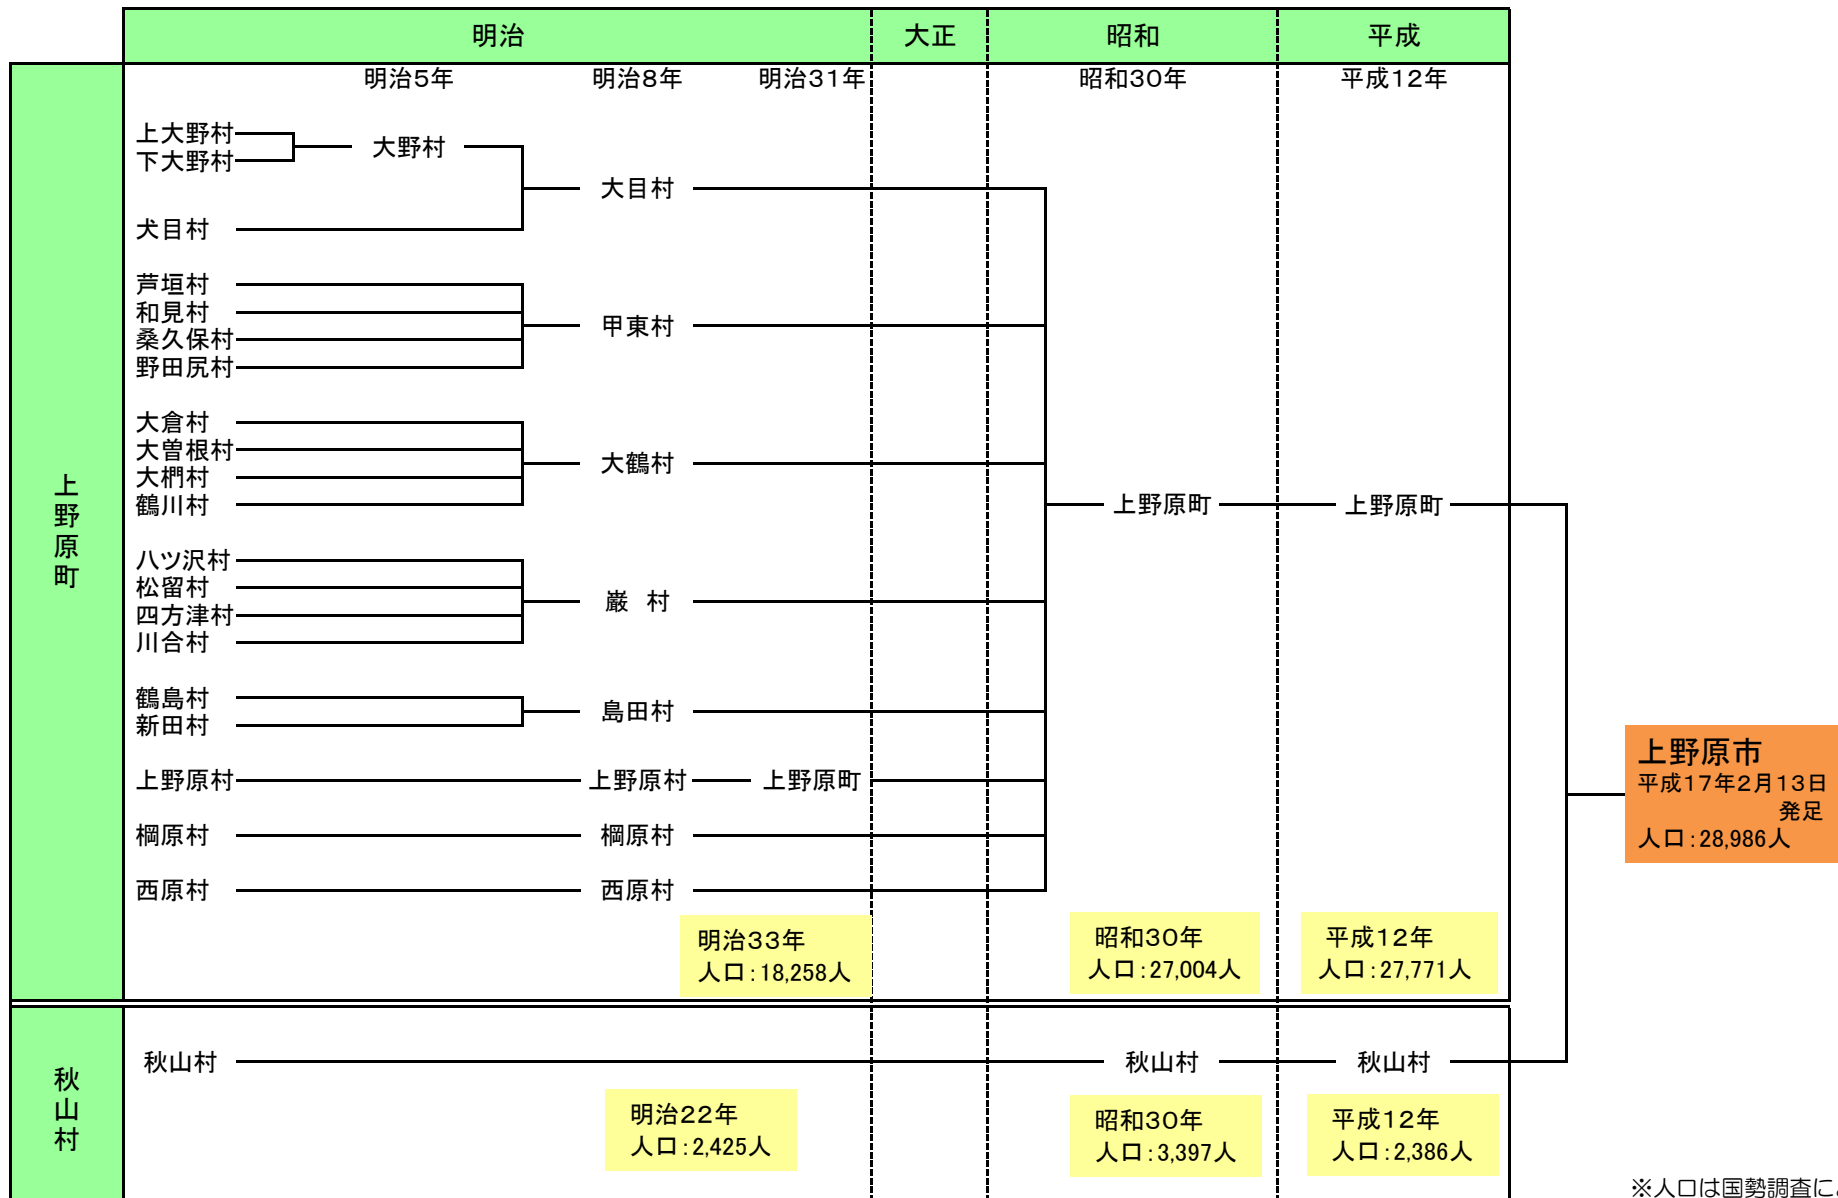 明治
大正
昭和
平成
明治5年
明治8年
明治31年
昭和30年
平成12年
上野原町
上大野村
下大野村
大野村
大目村
犬目村
芦垣村
和見村
桑久保村
野田尻村
甲東村
大倉村
大曽根村
大椚村
鶴川村
大鶴村
上野原町
上野原町
八ツ沢村
松留村
四方津村
川合村
巌 村
鶴島村
新田村
島田村
上野原村
上野原村
上野原町
棡原村
棡原村
西原村
西原村
明治33年
人口:18,258人
昭和30年
人口:27,004人
平成12年
人口:27,771人
上野原市
平成17年2月13日
発足
人口:28,986人
秋山村
秋山村
秋山村
秋山村
明治22年
人口:2,425人
昭和30年
人口:3,397人
平成12年
人口:2,386人
※人口は国勢調査に